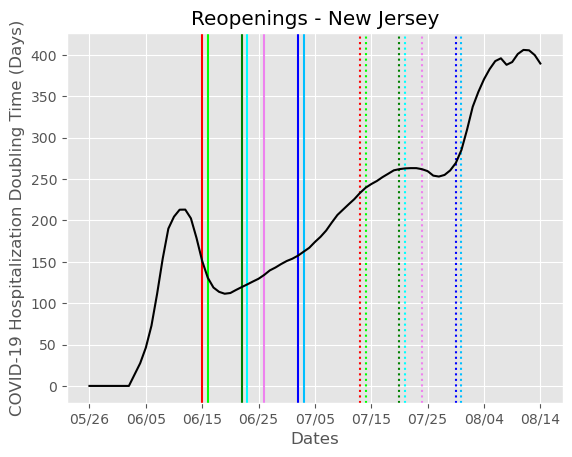 Reopenings - New Jersey
COVID-19 Hospitalization Doubling Time (Days)
400
350
300
250
200
150
100
50
0
05/26 06/05 06/15 06/25 07/05 07/15 07/25 08/04 08/14
Dates